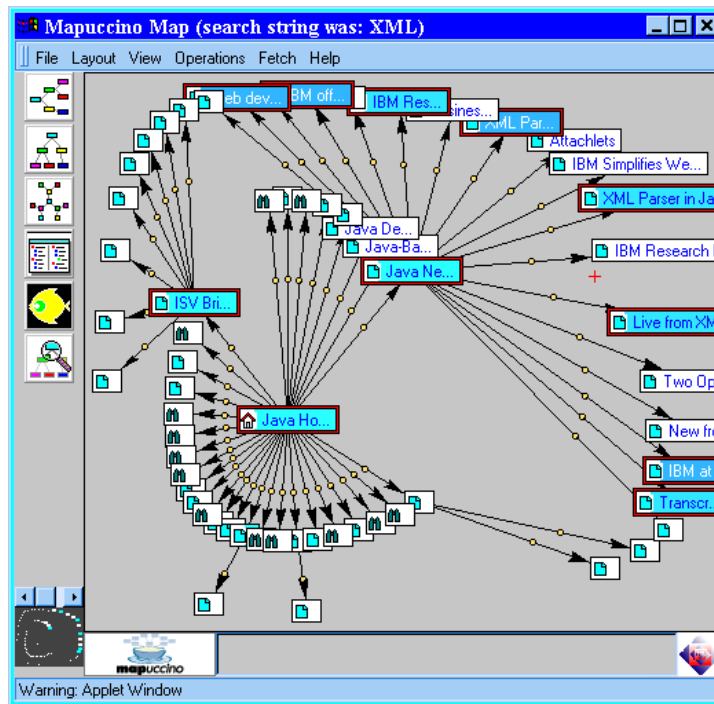 Mapuccino Map (search string was: XML)
File Layout View Operations Fetch Help
eb dev...
BM off...
IBM Res...
sines...
XML Par...
Attachlets
IBM Simplifies We...
XML Parser in Ja
Java De...
Java-Ba...
IBM Research
Java Ne...
ISV Bri...
Live from XM
Two Op
Java Ho...
New fro
IBM at
Transcr...
mapuccino
Warning: Applet Window